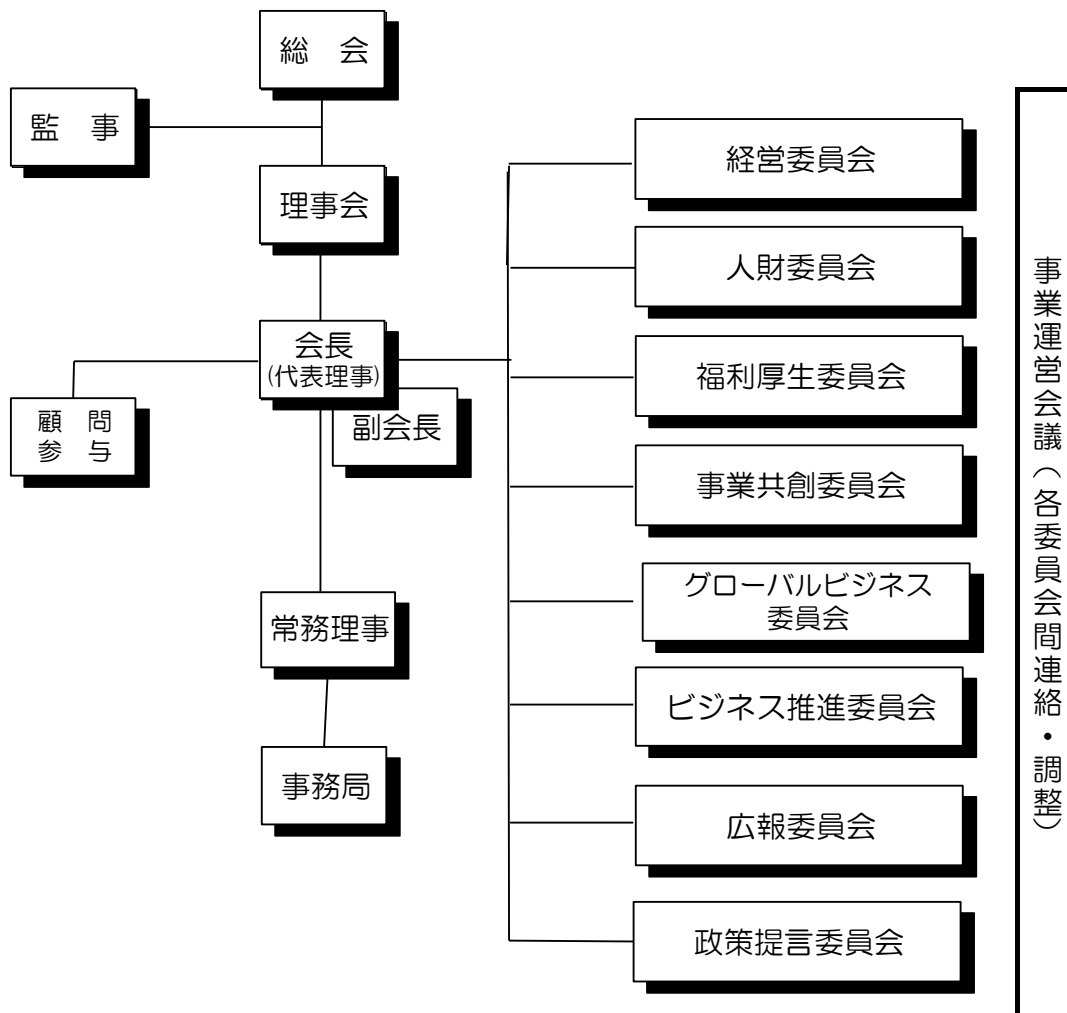 総　会
監　事
理事会
会長
(代表理事)
副会長
顧　問
参　与
常務理事
事務局
経営委員会
人財委員会
福利厚生委員会
事業共創委員会
グローバルビジネス
委員会
ビジネス推進委員会
広報委員会
政策提言委員会
事業運営会議（各委員会間連絡・調整）